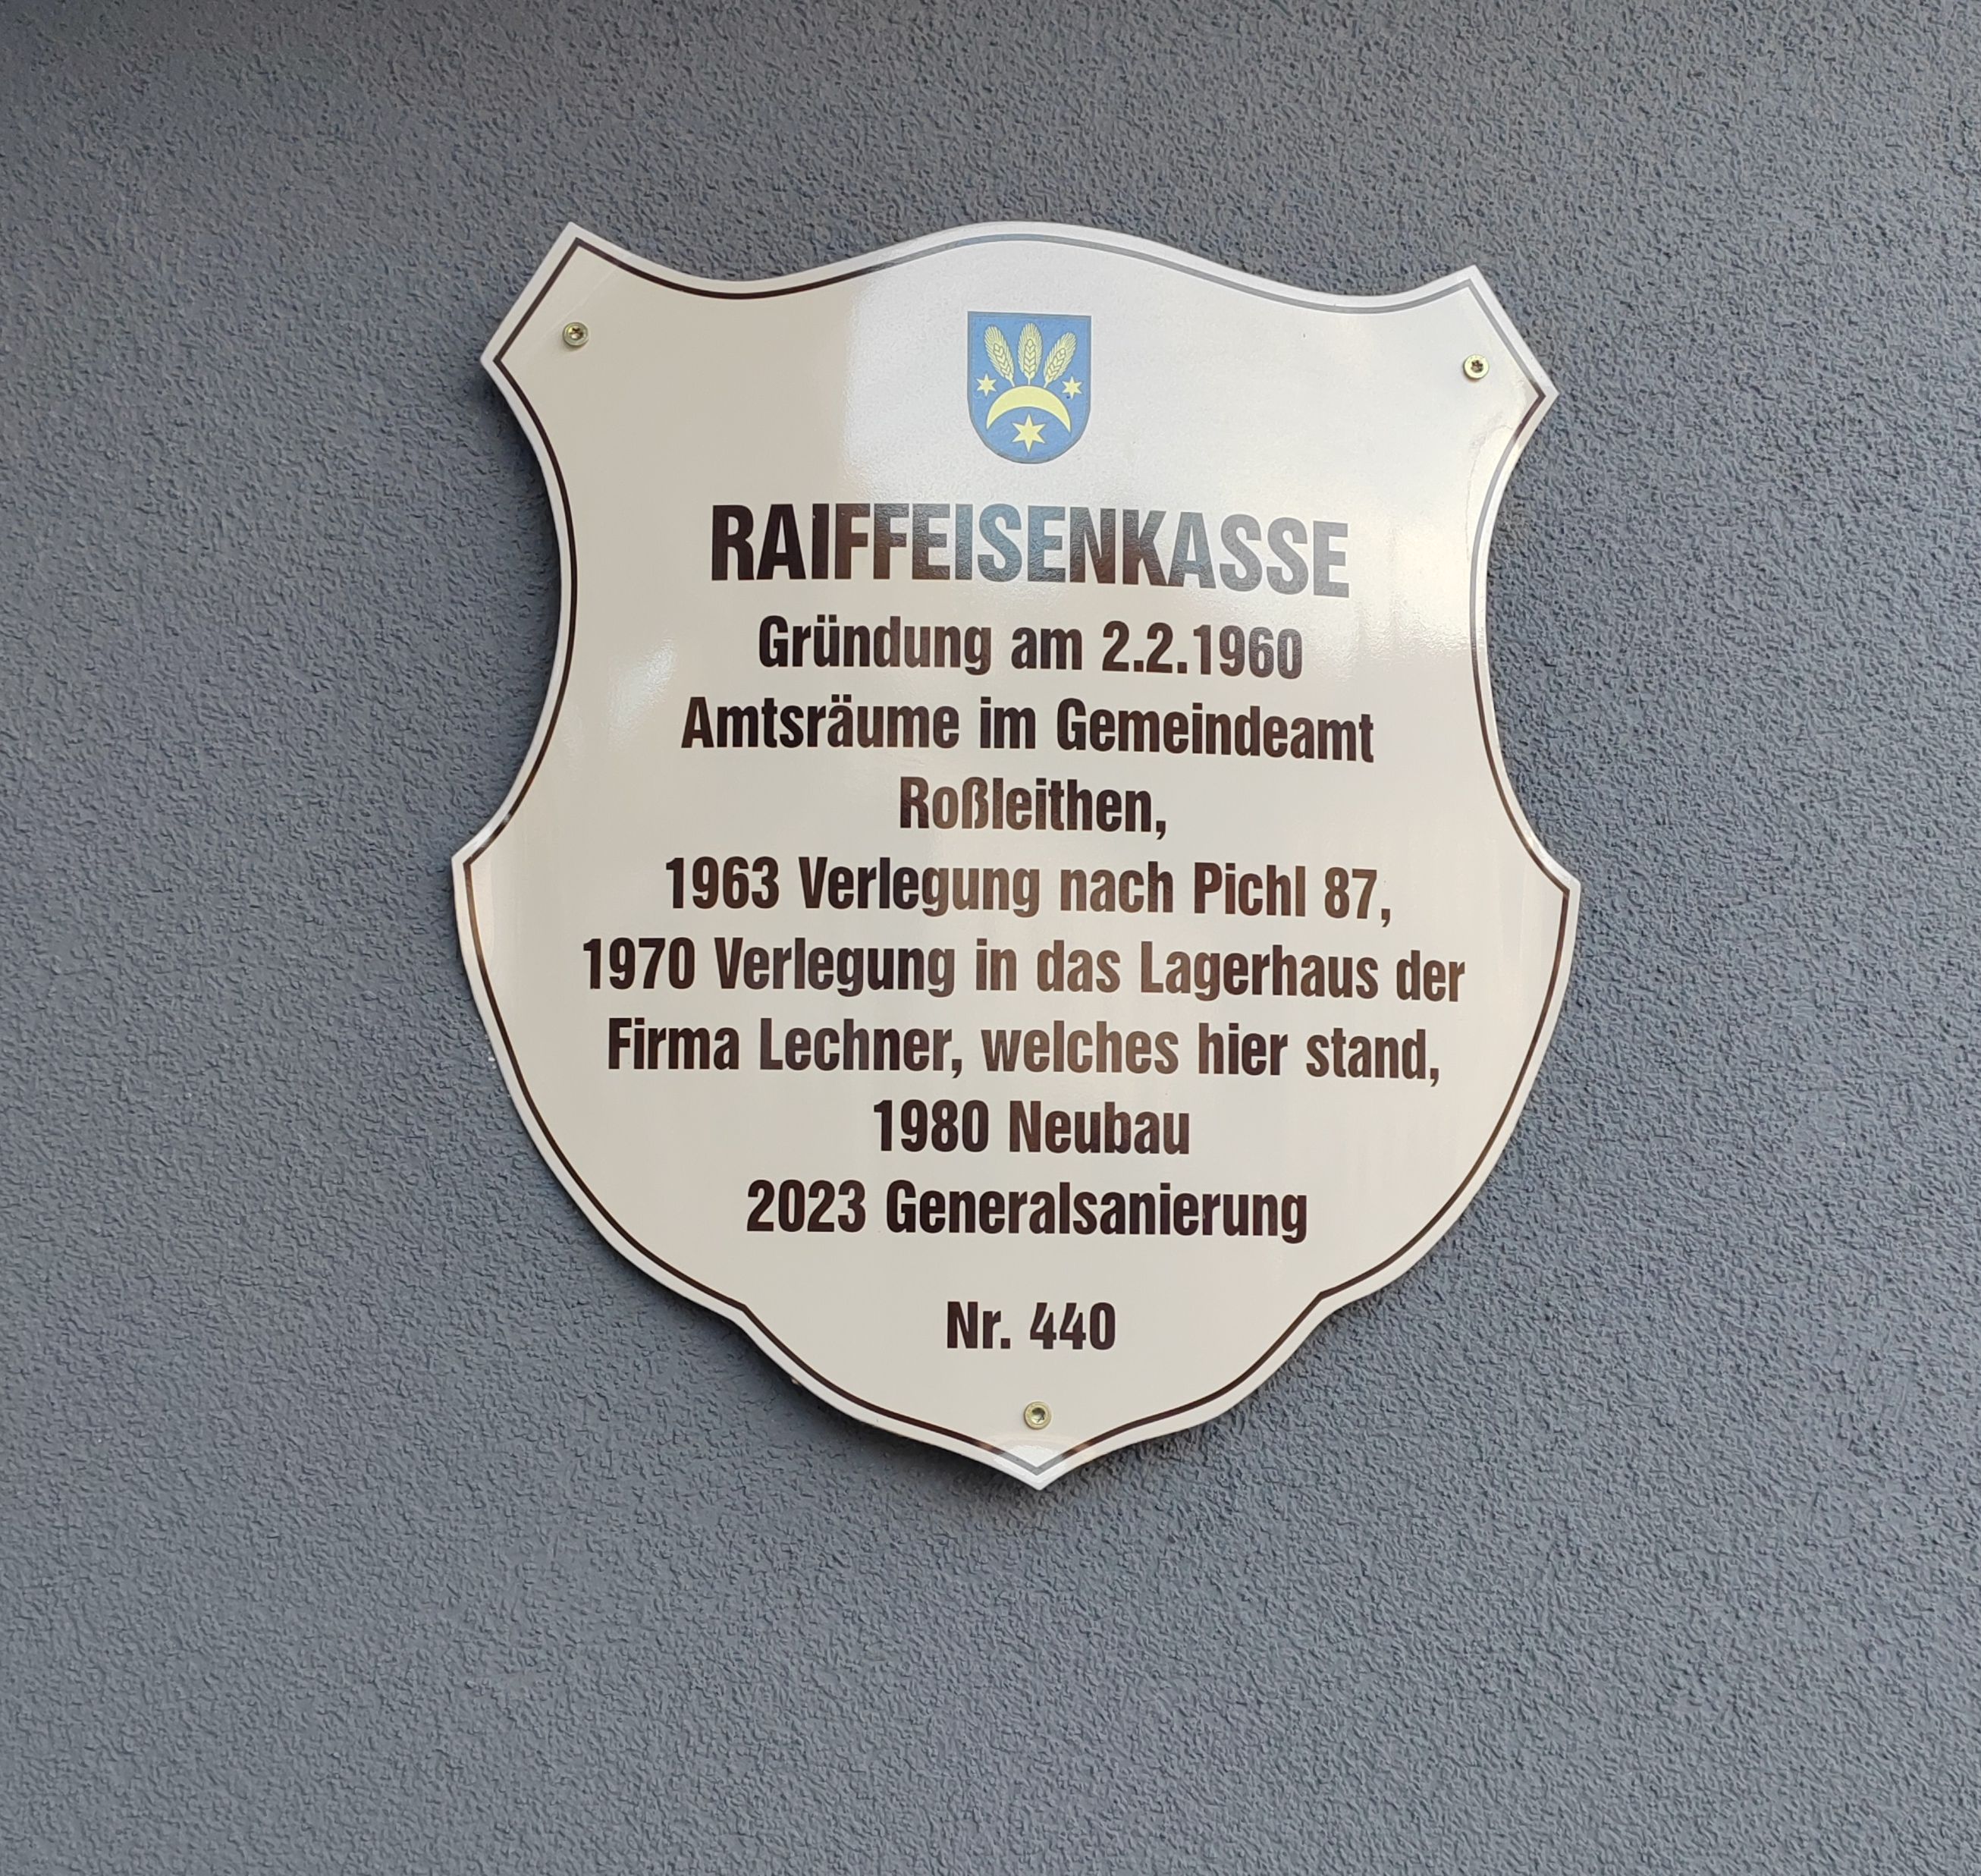 RAIFFEISENKASSE
Gründung am 2.2.1960
Amtsräume im Gemeindeamt
Roßleithen,
1963 Verlegung nach Pichl 87,
1970 Verlegung in das Lagerhaus der
Firma Lechner, welches hier stand,
1980 Neubau
2023 Generalsanierung
Nr. 440